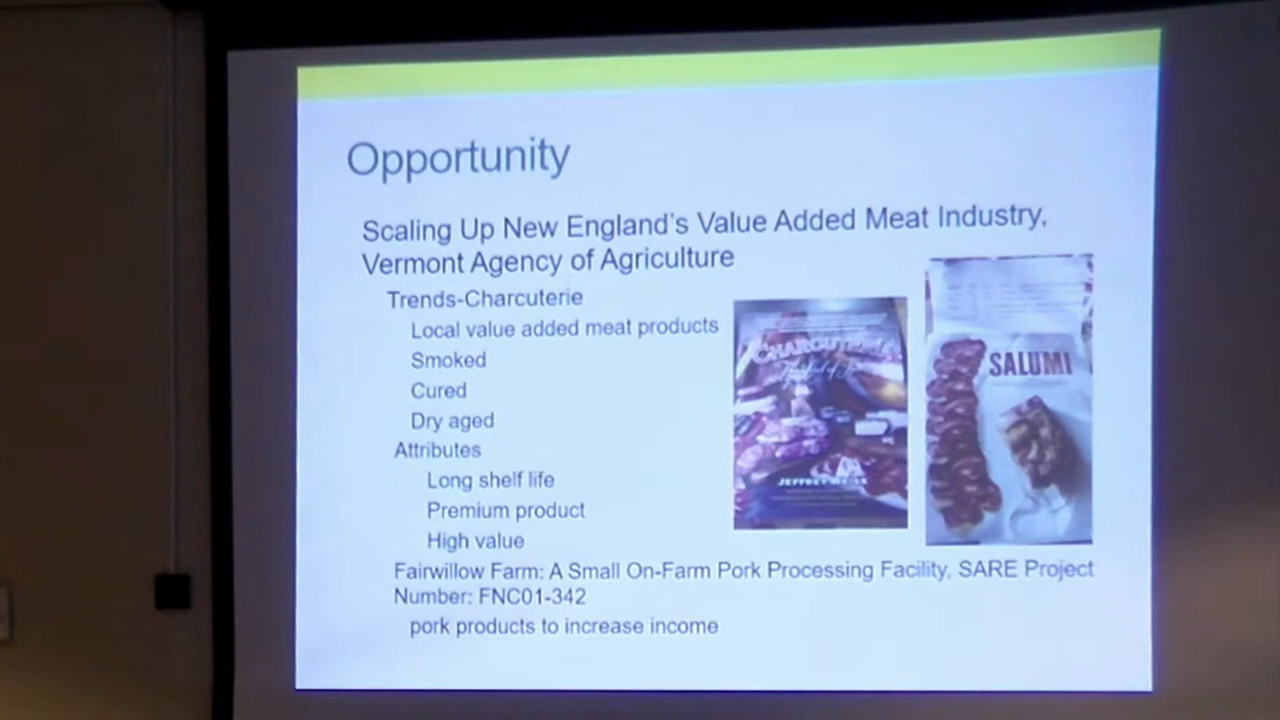 Opportunity
Scaling Up New England's Value Added Meat Industry,
Vermont Agency of Agriculture
Trends-Charcuterie
Local value added meat products
Smoked
Cured
Dry aged
Attributes
Long shelf life
Premium product
High value
Fairwillow Farm: A Small On-Farm Pork Processing Facility, SARE Project
Number: FNC01-342
pork products to increase income
SALUMI